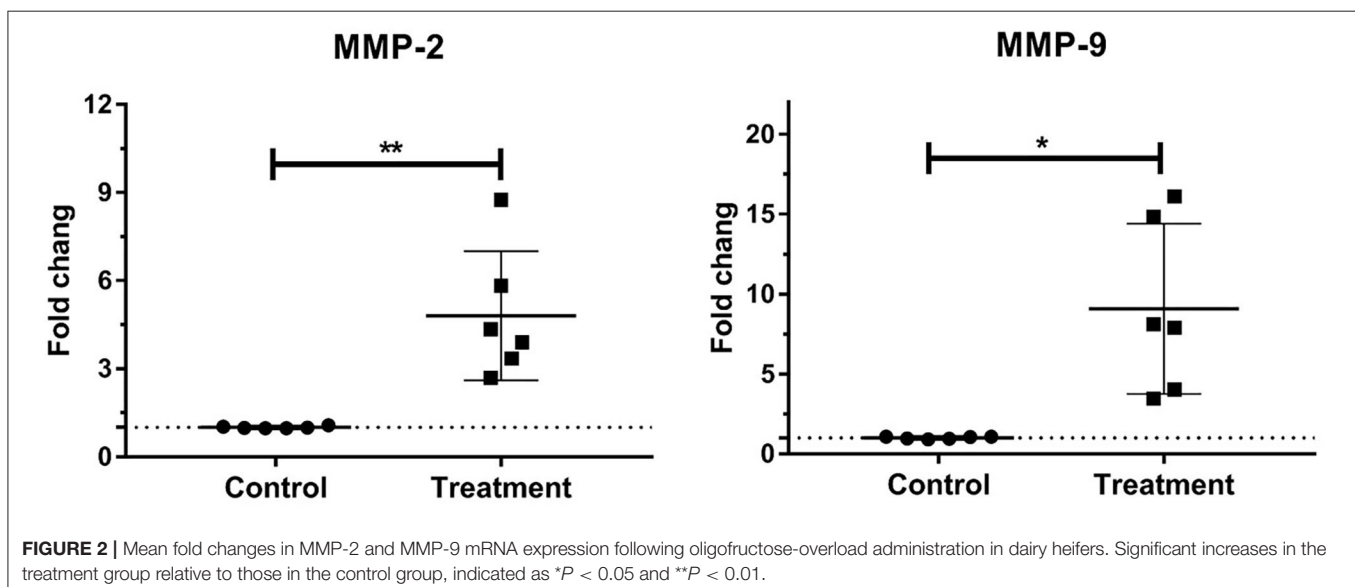 MMP-2
12
9
6
3
0
Fold chang
**
Control Treatment
MMP-9
20
15
10
5
0
Fold chang
*
Control Treatment
FIGURE 2 | Mean fold changes in MMP-2 and MMP-9 mRNA expression following oligofructose-overload administration in dairy heifers. Significant increases in the
treatment group relative to those in the control group, indicated as *P < 0.05 and **P < 0.01.